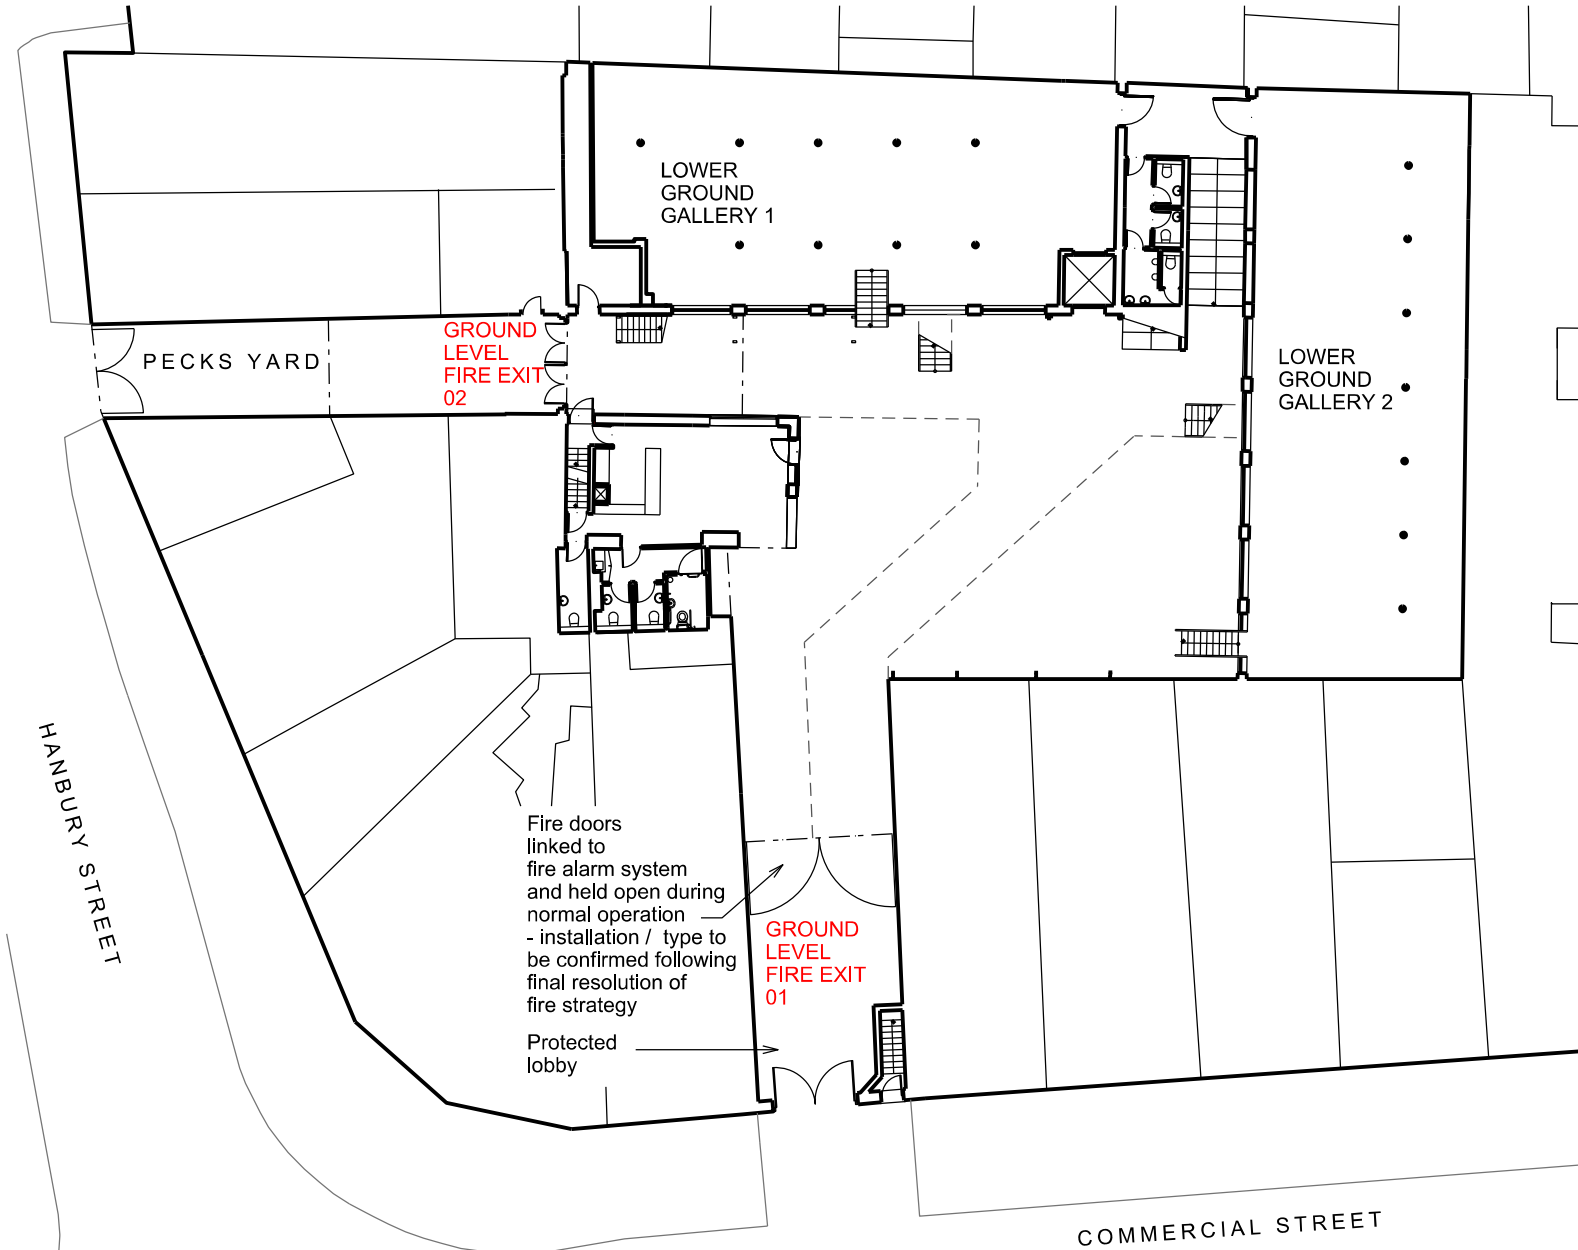 LOWER
GROUND
GALLERY 1
GROUND
LEVEL
FIRE EXIT
02
PECKS YARD
LOWER
GROUND
GALLERY 2
HANBURY STREET
Fire doors
linked to
fire alarm system
and held open during
normal operation
- installation / type to
be confirmed following
final resolution of
fire strategy
GROUND
LEVEL
FIRE EXIT
01
Protected
lobby
COMMERCIAL STREET